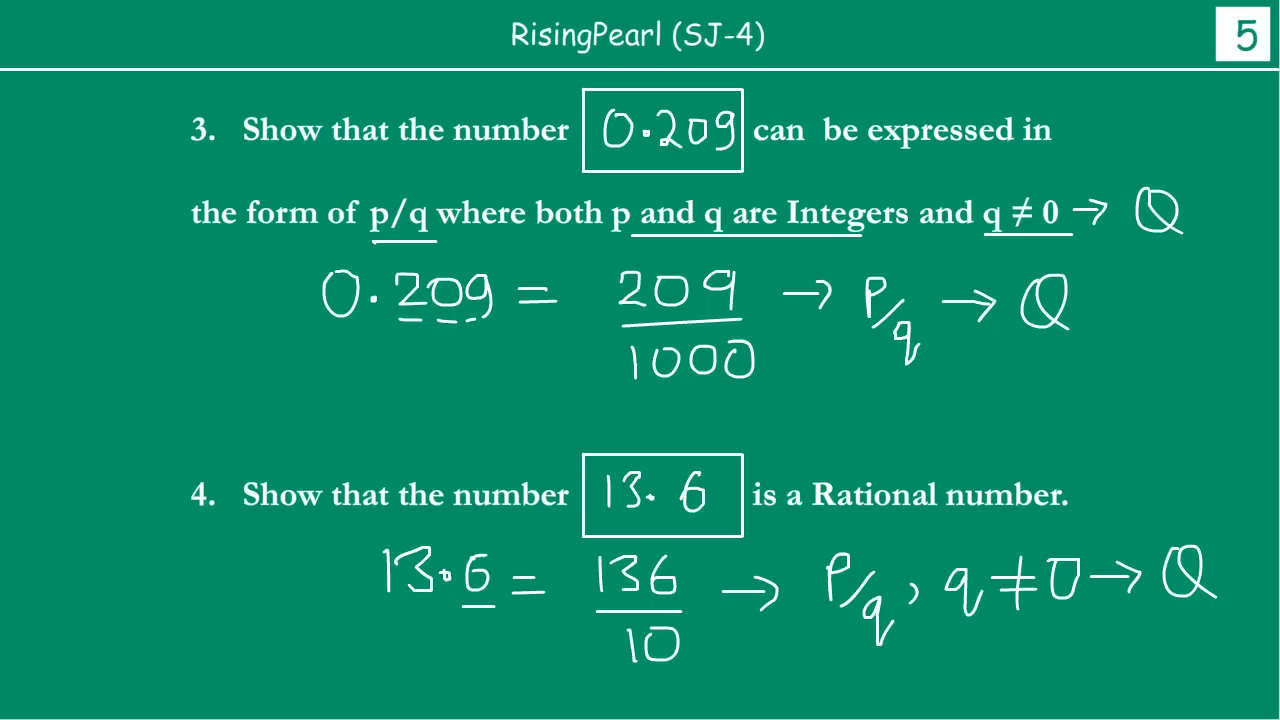 RisingPearl (SJ-4)
5
3. Show that the number 0.209 can be expressed in
the form of p/q where both p and q are Integers and q ≠ 0 → Q
0.209 = 209/1000 → P/q → Q
4. Show that the number 13.6 is a Rational number.
13.6 = 136/10 → P/q, q ≠ 0 → Q